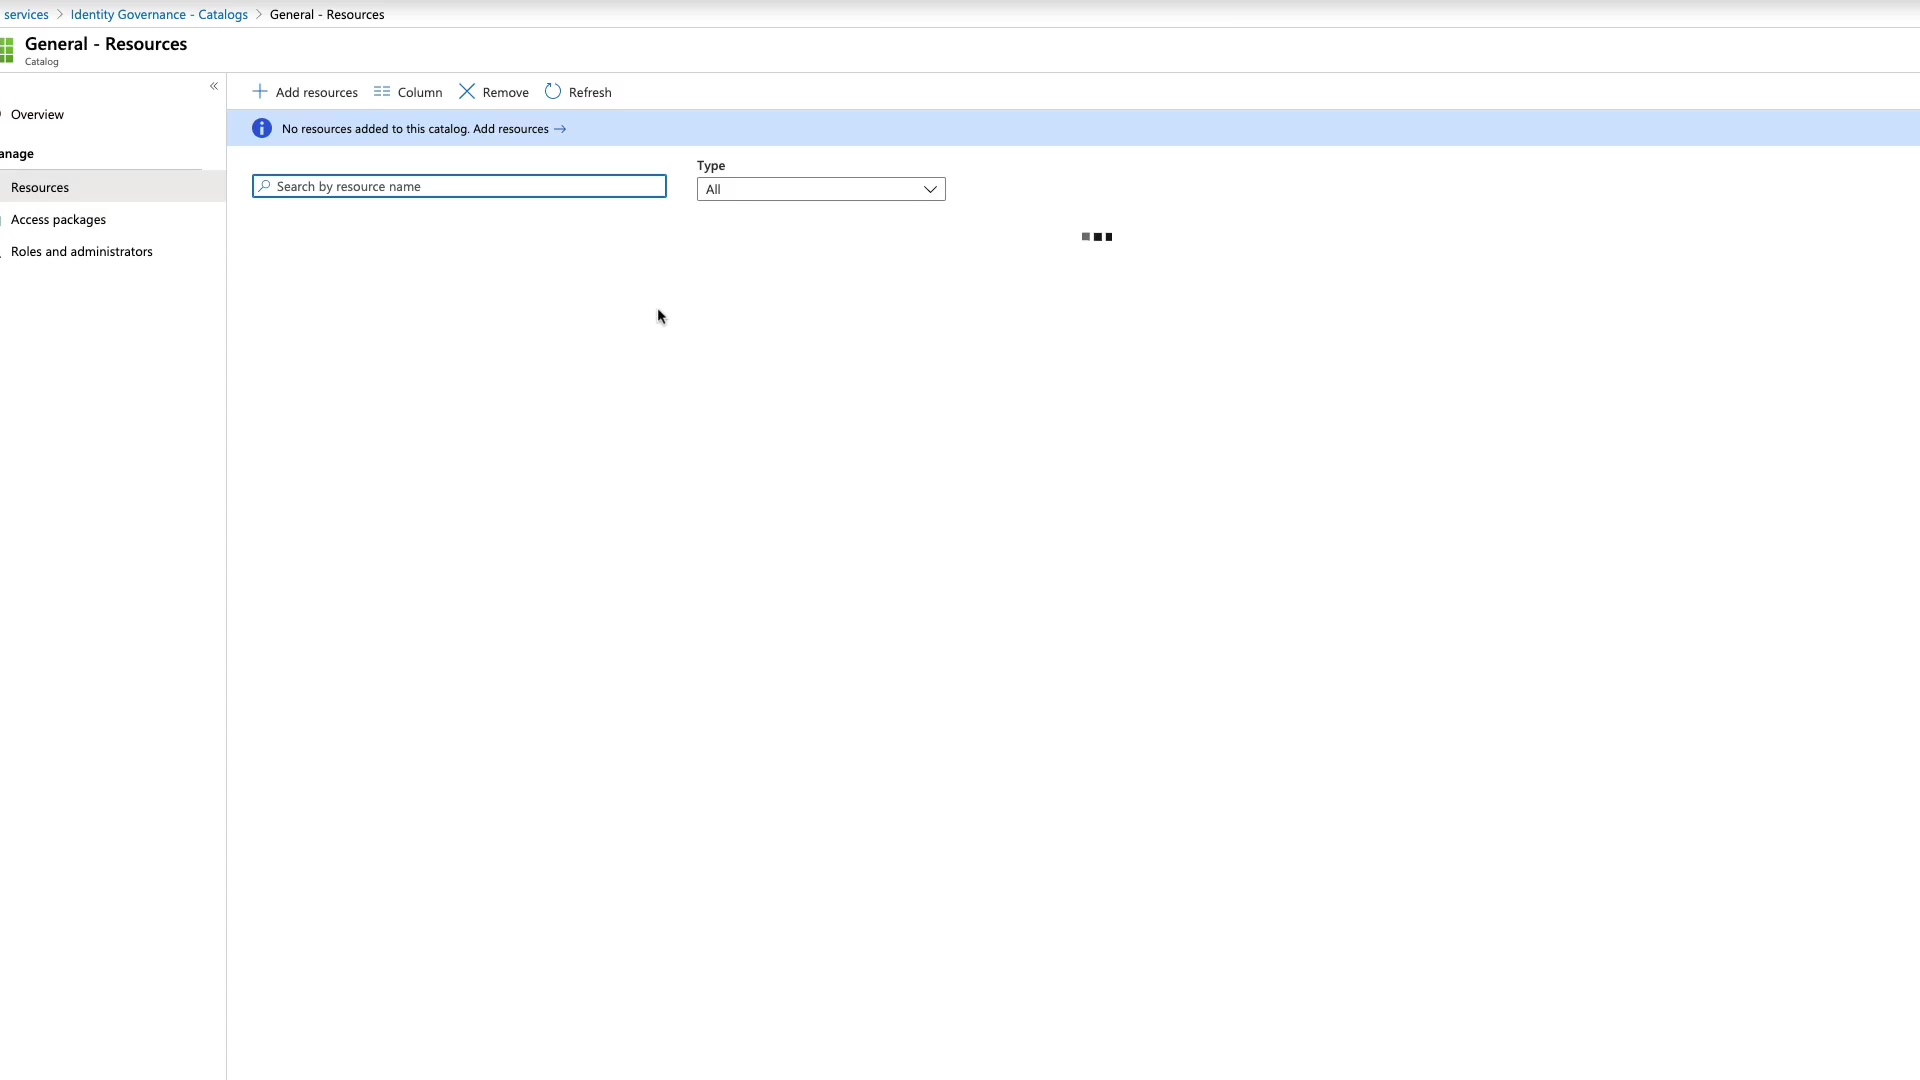 services > Identity Governance - Catalogs > General - Resources
General - Resources
Catalog
«
Overview
anage
Resources
Access packages
Roles and administrators
Add resources Column Remove Refresh
No resources added to this catalog. Add resources →
Type
Search by resource name
All